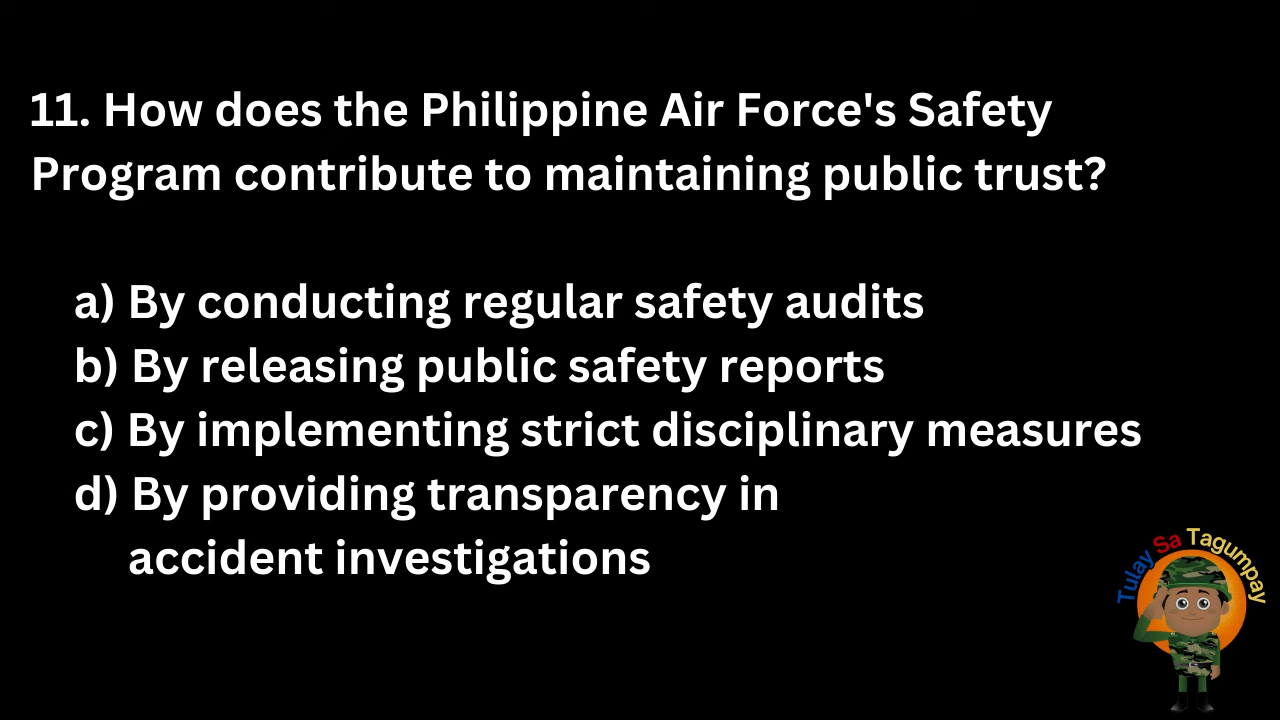 11. How does the Philippine Air Force's Safety
Program contribute to maintaining public trust?
a) By conducting regular safety audits
b) By releasing public safety reports
c) By implementing strict disciplinary measures
d) By providing transparency in
accident investigations
Tulay Sa Tagumpay